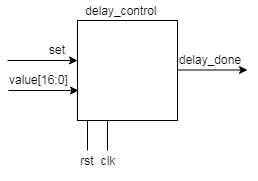 delay_control
set
value[16:0]
delay_done
rst clk